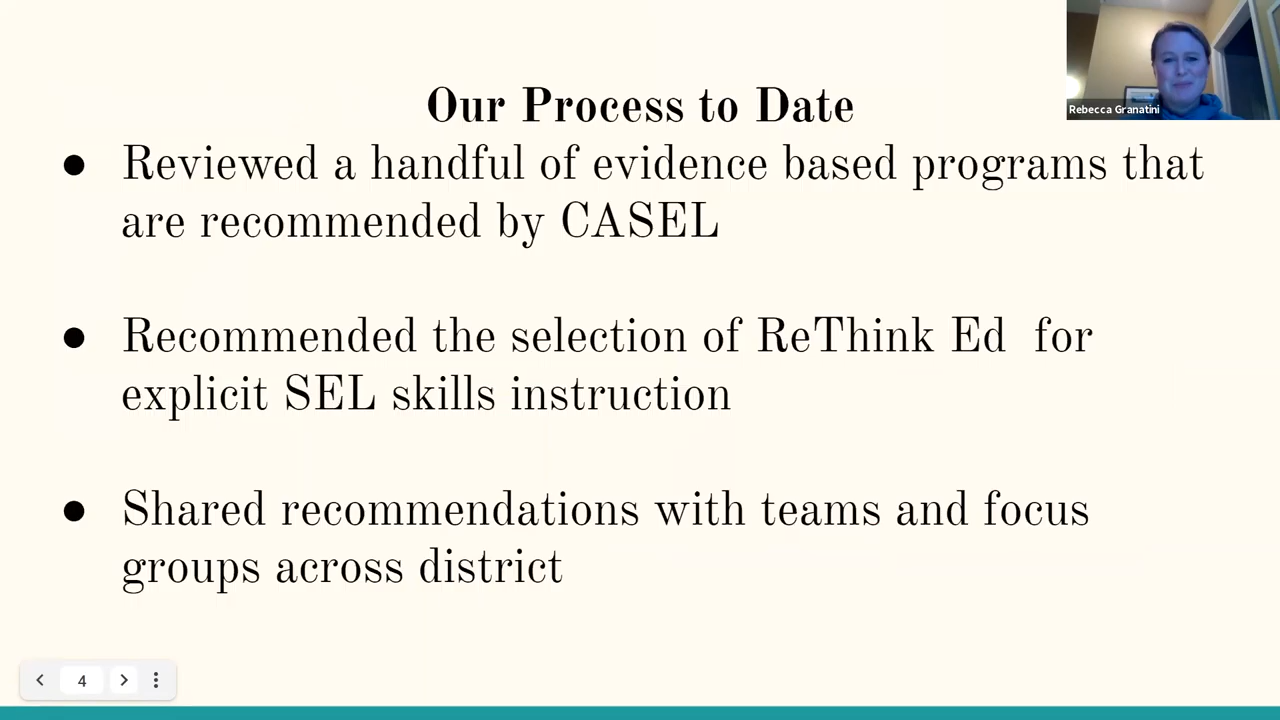 Our Process to Date
Rebecca Granatini
● Reviewed a handful of evidence based programs that
are recommended by CASEL
● Recommended the selection of ReThink Ed  for
explicit SEL skills instruction
● Shared recommendations with teams and focus
groups across district
4